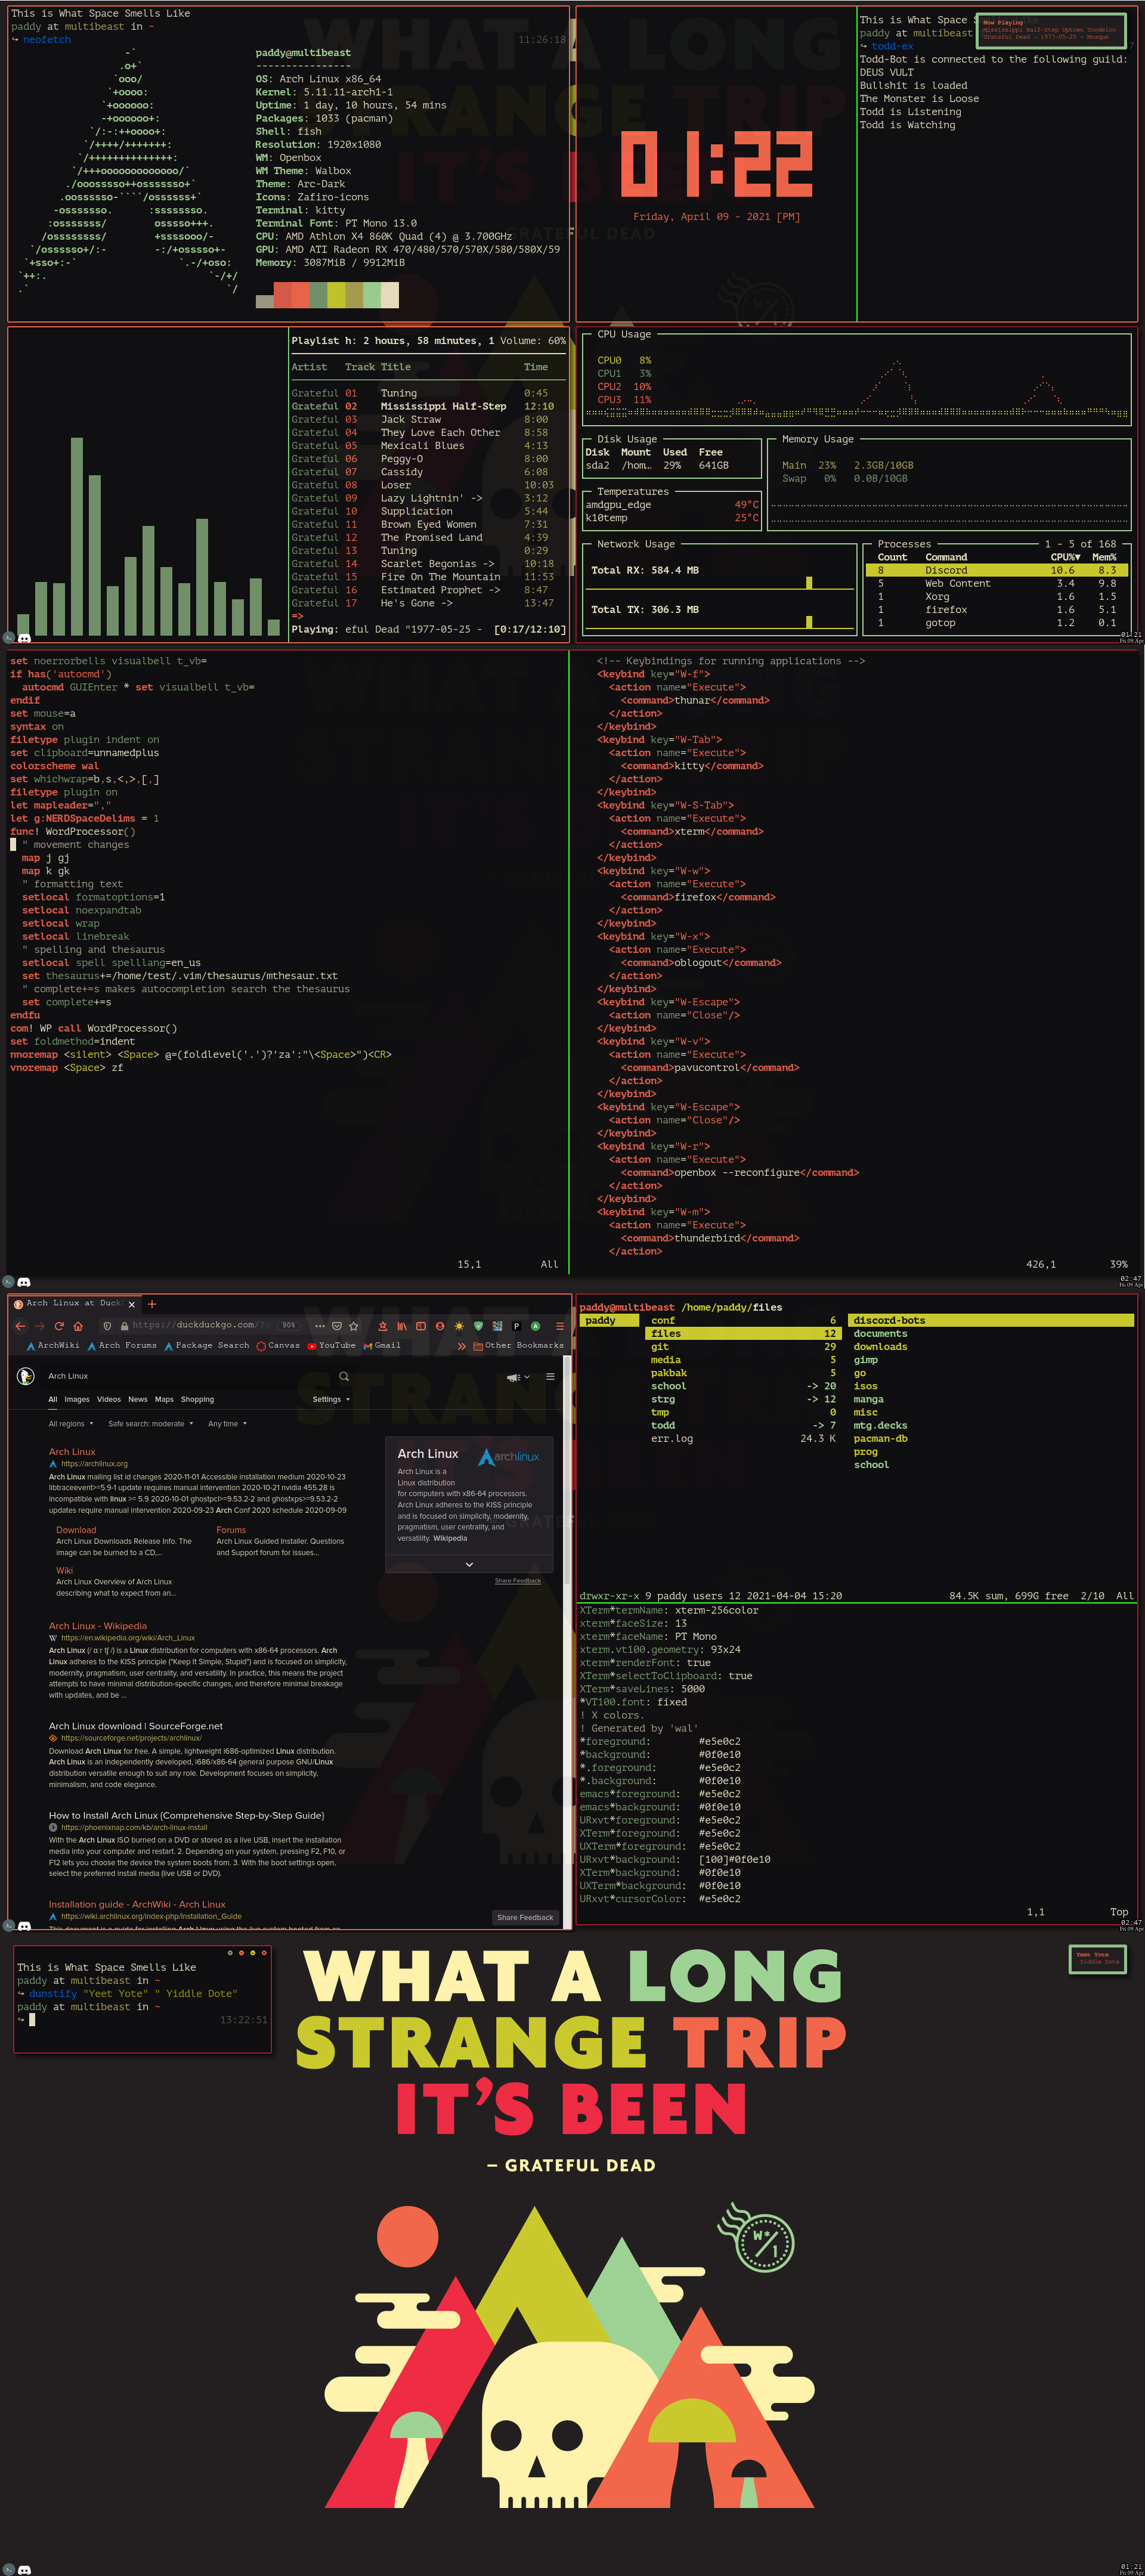 This is What Space Smells Like
paddy at multibeast in ~
↪ neofetch
11:26:18
paddy@multibeast
---------------
OS: Arch Linux x86_64
Kernel: 5.11.11-arch1-1
Uptime: 1 day, 10 hours, 54 mins
Packages: 1033 (pacman)
Shell: fish
Resolution: 1920x1080
WM: Openbox
WM Theme: Walbox
Theme: Arc-Dark
Icons: Zafiro-icons
Terminal: kitty
Terminal Font: PT Mono 13.0
CPU: AMD Athlon X4 860K Quad (4) @ 3.700GHz
GPU: AMD ATI Radeon RX 470/480/570/570X/580/580X/59
Memory: 3087MiB / 9912MiB
01:22
Friday, April 09 - 2021 [PM]
This is What Space S
paddy at multibeast
↪ todd-ex
Now Playing
Mississippi Half-Step Uptown Toodeloo
Grateful Dead - 1977-05-25 - Mosque
Todd-Bot is connected to the following guild:
DEUS VULT
Bullshit is loaded
The Monster is Loose
Todd is Listening
Todd is Watching
Playlist h: 2 hours, 58 minutes, 1 Volume: 60%
Artist Track Title Time
Grateful 01 Tuning 0:45
Grateful 02 Mississippi Half-Step 12:10
Grateful 03 Jack Straw 8:00
Grateful 04 They Love Each Other 8:58
Grateful 05 Mexicali Blues 4:13
Grateful 06 Peggy-O 8:00
Grateful 07 Cassidy 6:08
Grateful 08 Loser 10:03
Grateful 09 Lazy Lightnin' -> 3:12
Grateful 10 Supplication 5:44
Grateful 11 Brown Eyed Women 7:31
Grateful 12 The Promised Land 4:39
Grateful 13 Tuning 0:29
Grateful 14 Scarlet Begonias -> 10:18
Grateful 15 Fire On The Mountain 11:53
Grateful 16 Estimated Prophet -> 8:47
Grateful 17 He's Gone -> 13:47
=>
Playing: eful Dead "1977-05-25 - [0:17/12:10]
CPU Usage
CPU0 8%
CPU1 3%
CPU2 10%
CPU3 11%
Disk Usage
Disk Mount Used Free
sda2 /hom… 29% 641GB
Temperatures
amdgpu_edge 49°C
k10temp 25°C
Memory Usage
Main 23% 2.3GB/10GB
Swap 0% 0.0B/10GB
Network Usage
Total RX: 584.4 MB
Total TX: 306.3 MB
Processes 1 - 5 of 168
Count Command CPU%▼ Mem%
8 Discord 10.6 8.3
5 Web Content 3.4 9.8
1 Xorg 1.6 1.5
1 firefox 1.6 5.1
1 gotop 1.2 0.1
01:21
Fri 09 Apr
set noerrorbells visualbell t_vb=
if has('autocmd')
autocmd GUIEnter * set visualbell t_vb=
endif
set mouse=a
syntax on
filetype plugin indent on
set clipboard=unnamedplus
colorscheme wal
set whichwrap=b,s,<,>,[,]
filetype plugin on
let mapleader=","
let g:NERDSpaceDelims = 1
func! WordProcessor()
" movement changes
map j gj
map k gk
" formatting text
setlocal formatoptions=1
setlocal noexpandtab
setlocal wrap
setlocal linebreak
" spelling and thesaurus
setlocal spell spelllang=en_us
set thesaurus+=/home/test/.vim/thesaurus/mthesaur.txt
" complete+=s makes autocompletion search the thesaurus
set complete+=s
endfu
com! WP call WordProcessor()
set foldmethod=indent
nnoremap <silent> <Space> @=(foldlevel('.')?'za':"\<Space>")<CR>
vnoremap <Space> zf
15,1 All
<!-- Keybindings for running applications -->
<keybind key="W-f">
<action name="Execute">
<command>thunar</command>
</action>
</keybind>
<keybind key="W-Tab">
<action name="Execute">
<command>kitty</command>
</action>
</keybind>
<keybind key="W-S-Tab">
<action name="Execute">
<command>xterm</command>
</action>
</keybind>
<keybind key="W-w">
<action name="Execute">
<command>firefox</command>
</action>
</keybind>
<keybind key="W-x">
<action name="Execute">
<command>oblogout</command>
</action>
</keybind>
<keybind key="W-Escape">
<action name="Close"/>
</keybind>
<keybind key="W-v">
<action name="Execute">
<command>pavucontrol</command>
</action>
</keybind>
<keybind key="W-Escape">
<action name="Close"/>
</keybind>
<keybind key="W-r">
<action name="Execute">
<command>openbox --reconfigure</command>
</action>
</keybind>
<keybind key="W-m">
<action name="Execute">
<command>thunderbird</command>
</action>
426,1 39%
02:47
Fri 09 Apr
Arch Linux at Duck
https://duckduckgo.com/ 90%
ArchWiki Arch Forums Package Search Canvas YouTube Gmail Other Bookmarks
Arch Linux
All Images Videos News Maps Shopping Settings
All regions Safe search: moderate Any time
Arch Linux
https://archlinux.org
Arch Linux mailing list id changes 2020-11-01 Accessible installation medium 2020-10-23
libtraceevent>=5.9-1 update requires manual intervention 2020-10-21 nvidia 455.28 is
incompatible with linux >= 5.9 2020-10-01 ghostpcl>=9.53.2-2 and ghostxps>=9.53.2-2
updates require manual intervention 2020-09-23 Arch Conf 2020 schedule 2020-09-09
Download
Arch Linux Downloads Release Info. The
image can be burned to a CD,...
Forums
Arch Linux Guided Installer. Questions
and Support forum for issues...
Wiki
Arch Linux Overview of Arch Linux
describing what to expect from an...
Arch Linux
archlinux
Arch Linux is a
Linux distribution
for computers with x86-64 processors.
Arch Linux adheres to the KISS principle
and is focused on simplicity, modernity,
pragmatism, user centrality, and
versatility. Wikipedia
Share Feedback
Arch Linux - Wikipedia
https://en.wikipedia.org/wiki/Arch_Linux
Arch Linux (/ ɑːr tʃ /) is a Linux distribution for computers with x86-64 processors. Arch
Linux adheres to the KISS principle ("Keep It Simple, Stupid") and is focused on simplicity,
modernity, pragmatism, user centrality, and versatility. In practice, this means the project
attempts to have minimal distribution-specific changes, and therefore minimal breakage
with updates, and be ...
Arch Linux download | SourceForge.net
https://sourceforge.net/projects/archlinux/
Download Arch Linux for free. A simple, lightweight i686-optimized Linux distribution.
Arch Linux is an independently developed, i686/x86-64 general purpose GNU/Linux
distribution versatile enough to suit any role. Development focuses on simplicity,
minimalism, and code elegance.
How to Install Arch Linux {Comprehensive Step-by-Step Guide}
https://phoenixnap.com/kb/arch-linux-install
With the Arch Linux ISO burned on a DVD or stored as a live USB, insert the installation
media into your computer and restart. 2. Depending on your system, pressing F2, F10, or
F12 lets you choose the device the system boots from. 3. With the boot settings open,
select the preferred install media (live USB or DVD).
Installation guide - ArchWiki - Arch Linux
https://wiki.archlinux.org/index-php/Installation_Guide
Share Feedback
paddy@multibeast /home/paddy/files
paddy
conf 6
files 12
git 29
media 5
pakbak 5
school -> 20
strg -> 12
tmp 0
todd -> 7
err.log 24.3 K
discord-bots
documents
downloads
gimp
go
isos
manga
misc
mtg.decks
pacman-db
prog
school
drwxr-xr-x 9 paddy users 12 2021-04-04 15:20 84.5K sum, 699G free 2/10 All
XTerm*termName: xterm-256color
xterm*faceSize: 13
xterm*faceName: PT Mono
xterm.vt100.geometry: 93x24
xterm*renderFont: true
XTerm*selectToClipboard: true
XTerm*saveLines: 5000
*VT100.font: fixed
! X colors.
! Generated by 'wal'
*foreground: #e5e0c2
*background: #0f0e10
*.foreground: #e5e0c2
*.background: #0f0e10
emacs*foreground: #e5e0c2
emacs*background: #0f0e10
URxvt*foreground: #e5e0c2
XTerm*foreground: #e5e0c2
UXTerm*foreground: #e5e0c2
URxvt*background: [100]#0f0e10
XTerm*background: #0f0e10
UXTerm*background: #0f0e10
URxvt*cursorColor: #e5e0c2
1,1 Top
02:47
Fri 09 Apr
This is What Space Smells Like
paddy at multibeast in ~
↪ dunstify "Yeet Yote" " Yiddle Dote"
paddy at multibeast in ~
↪ 13:22:51
WHAT A LONG
STRANGE TRIP
IT'S BEEN
– GRATEFUL DEAD
W*
1
Yeet Yote
Yiddle Dote
01:21
Fri 09 Apr